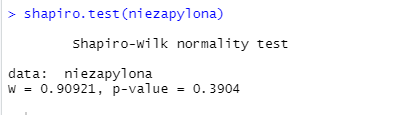 > shapiro.test(niezapylona)
Shapiro-Wilk normality test
data:  niezapylona
W = 0.90921, p-value = 0.3904